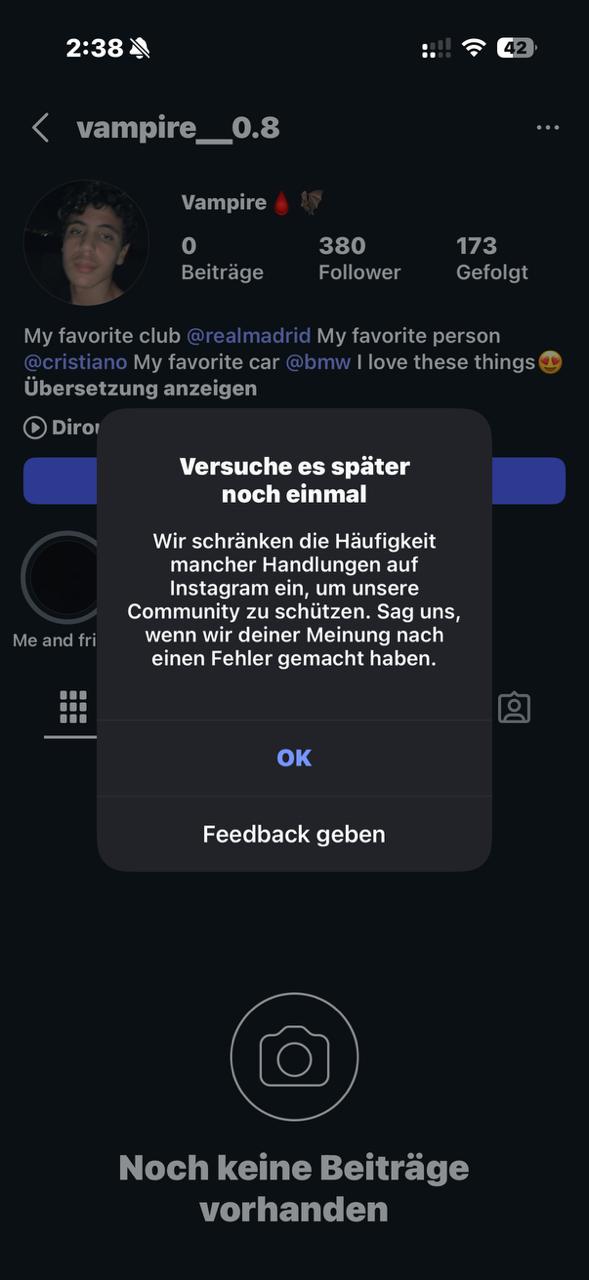 2:38
42
vampire__0.8
Vampire🩸🦇
0
380
173
Beiträge
Follower
Gefolgt
My favorite club @realmadrid My favorite person
@cristiano My favorite car @bmw I love these things😍
Übersetzung anzeigen
Versuche es später
noch einmal
Wir schränken die Häufigkeit
mancher Handlungen auf
Instagram ein, um unsere
Community zu schützen. Sag uns,
wenn wir deiner Meinung nach
einen Fehler gemacht haben.
Me and fri
OK
Feedback geben
Noch keine Beiträge
vorhanden